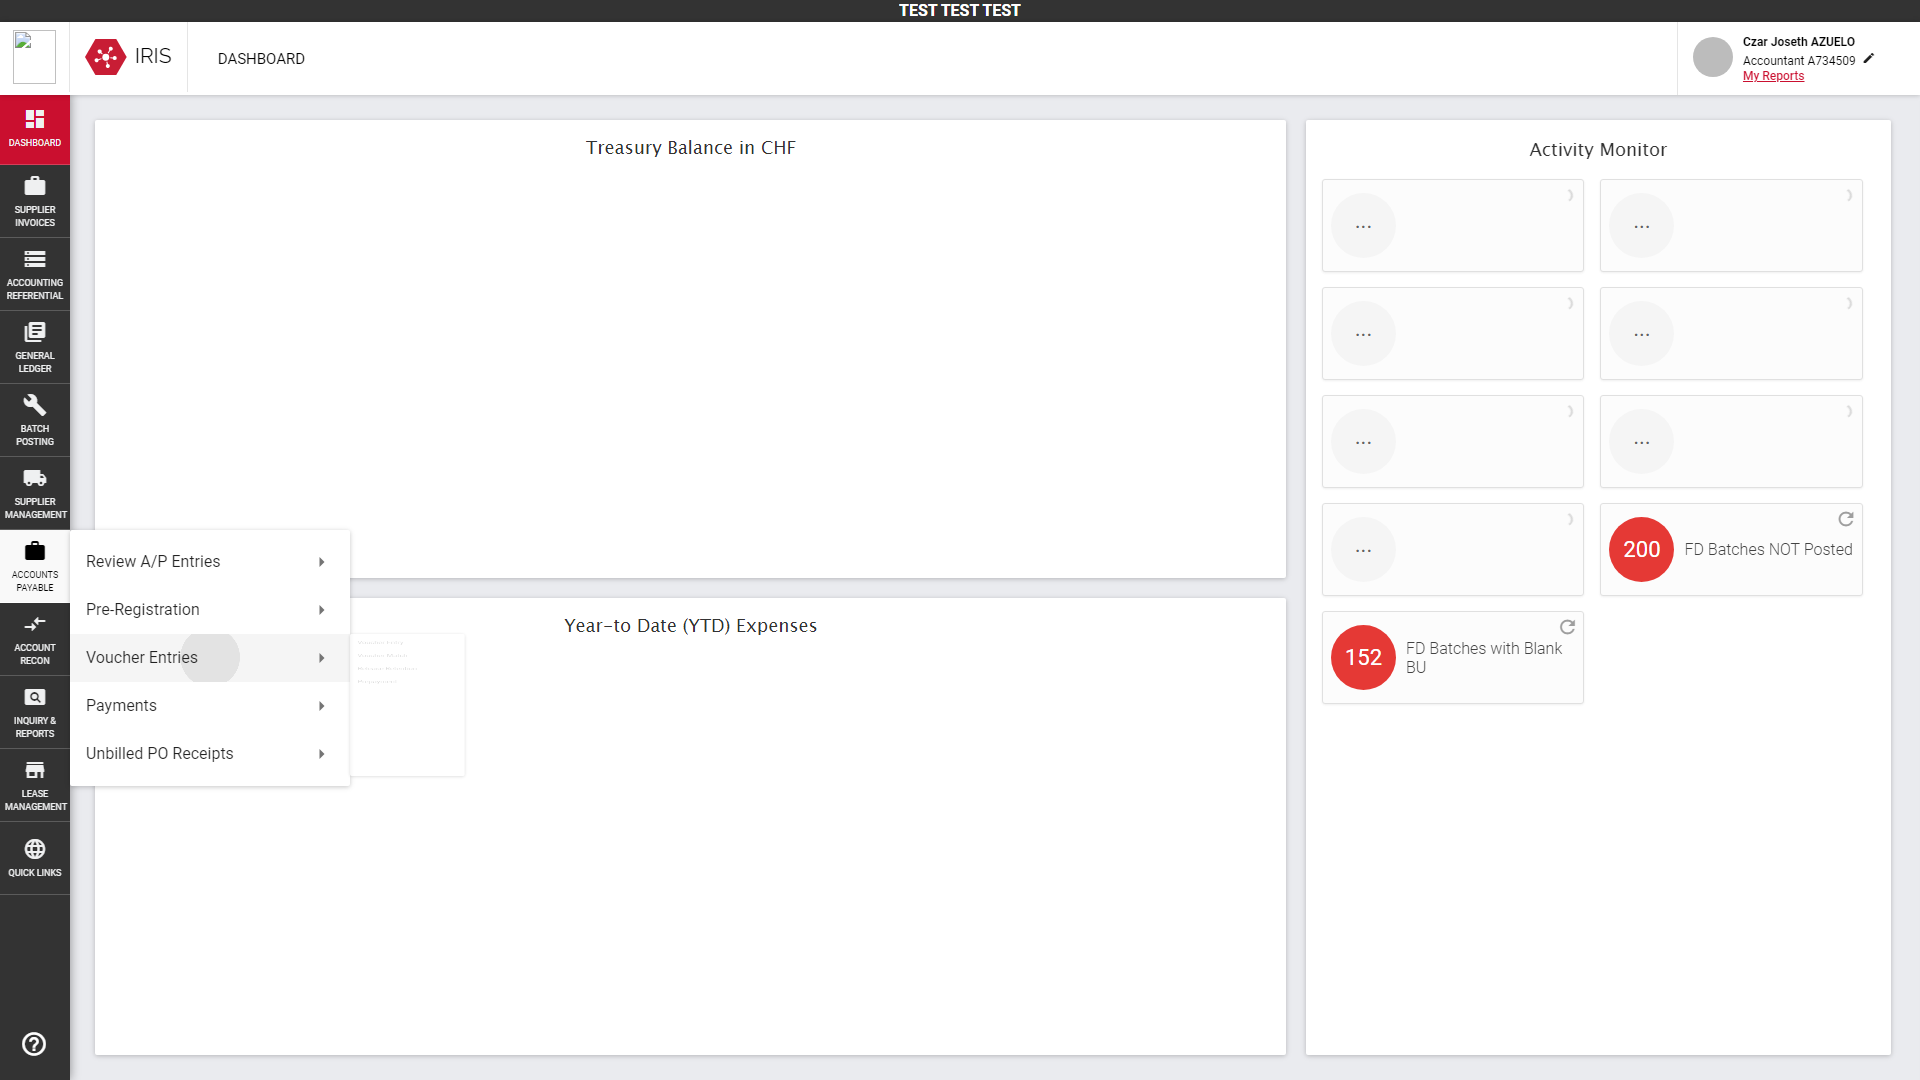 TEST TEST TEST
IRIS
DASHBOARD
Czar Joseth AZUELO
Accountant A734509
My Reports
DASHBOARD
SUPPLIER
INVOICES
ACCOUNTING
REFERENTIAL
GENERAL
LEDGER
BATCH
POSTING
SUPPLIER
MANAGEMENT
ACCOUNTS
PAYABLE
ACCOUNT
RECON
INQUIRY &
REPORTS
LEASE
MANAGEMENT
QUICK LINKS
Review A/P Entries
Pre-Registration
Voucher Entries
Payments
Unbilled PO Receipts
Treasury Balance in CHF
Year-to Date (YTD) Expenses
Activity Monitor
...
...
...
...
...
...
...
200 FD Batches NOT Posted
152 FD Batches with Blank
BU